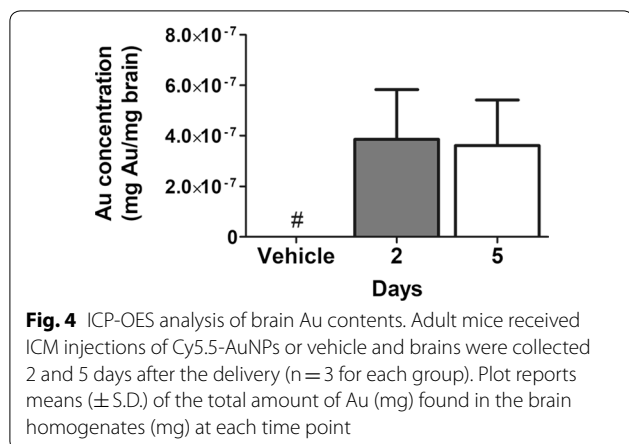 8.0×10⁻⁷
6.0×10⁻⁷
4.0×10⁻⁷
2.0×10⁻⁷
0
Au concentration
(mg Au/mg brain)
#
Vehicle 2 5
Days
Fig. 4 ICP-OES analysis of brain Au contents. Adult mice received
ICM injections of Cy5.5-AuNPs or vehicle and brains were collected
2 and 5 days after the delivery (n = 3 for each group). Plot reports
means (± S.D.) of the total amount of Au (mg) found in the brain
homogenates (mg) at each time point